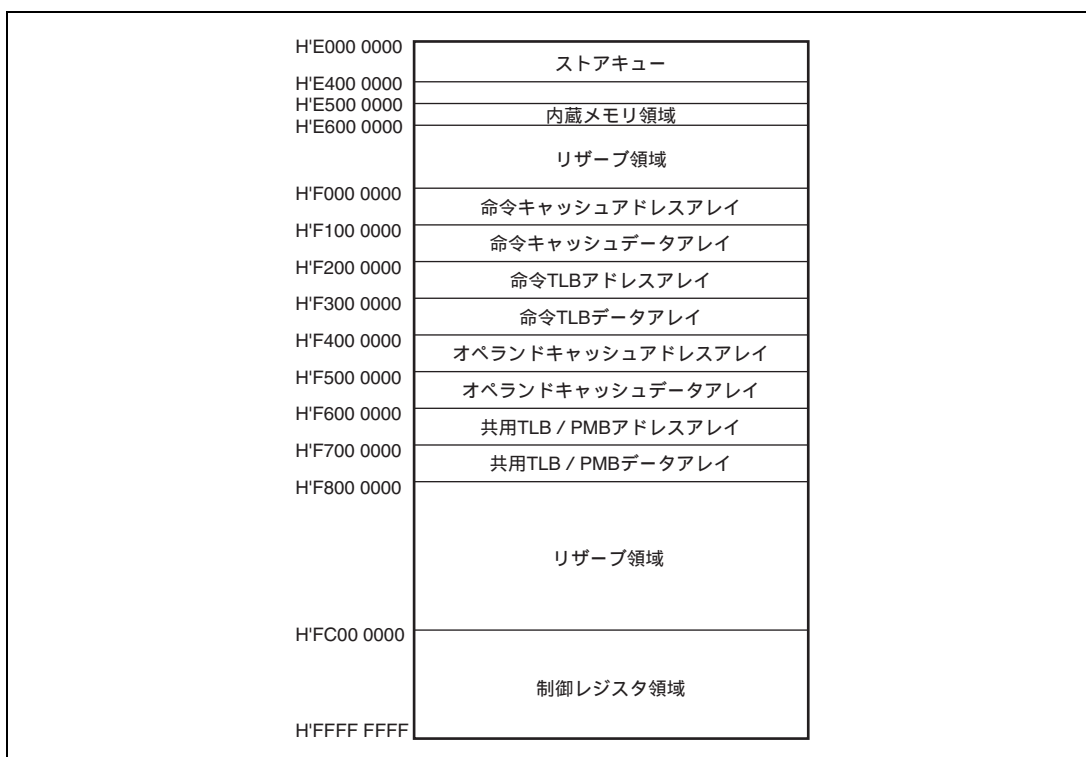 H'E000 0000
ストアキュー
H'E400 0000
H'E500 0000
内蔵メモリ領域
H'E600 0000
リザーブ領域
H'F000 0000
命令キャッシュアドレスアレイ
H'F100 0000
命令キャッシュデータアレイ
H'F200 0000
命令TLBアドレスアレイ
H'F300 0000
命令TLBデータアレイ
H'F400 0000
オペランドキャッシュアドレスアレイ
H'F500 0000
オペランドキャッシュデータアレイ
H'F600 0000
共用TLB / PMBアドレスアレイ
H'F700 0000
共用TLB / PMBデータアレイ
H'F800 0000
リザーブ領域
H'FC00 0000
制御レジスタ領域
H'FFFF FFFF